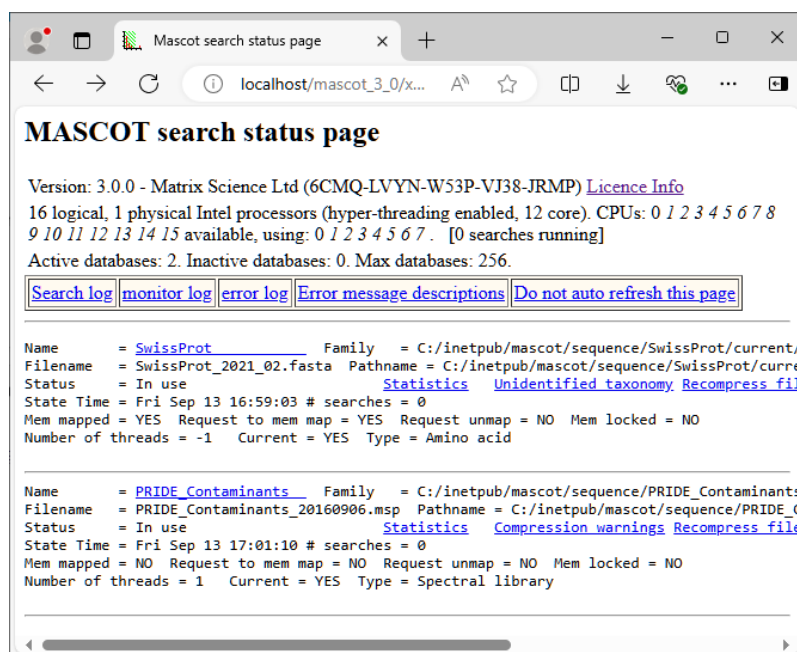 Mascot search status page
localhost/mascot_3_0/x...
MASCOT search status page
Version: 3.0.0 - Matrix Science Ltd (6CMQ-LVYN-W53P-VJ38-JRMP) Licence Info
16 logical, 1 physical Intel processors (hyper-threading enabled, 12 core). CPUs: 0 1 2 3 4 5 6 7 8
9 10 11 12 13 14 15 available, using: 0 1 2 3 4 5 6 7 . [0 searches running]
Active databases: 2. Inactive databases: 0. Max databases: 256.
Search log monitor log error log Error message descriptions Do not auto refresh this page
Name = SwissProt Family = C:/inetpub/mascot/sequence/SwissProt/current/
Filename = SwissProt_2021_02.fasta Pathname = C:/inetpub/mascot/sequence/SwissProt/curre
Status = In use Statistics Unidentified taxonomy Recompress fil
State Time = Fri Sep 13 16:59:03 # searches = 0
Mem mapped = YES Request to mem map = YES Request unmap = NO Mem locked = NO
Number of threads = -1 Current = YES Type = Amino acid
Name = PRIDE_Contaminants Family = C:/inetpub/mascot/sequence/PRIDE_Contaminants
Filename = PRIDE_Contaminants_20160906.msp Pathname = C:/inetpub/mascot/sequence/PRIDE_C
Status = In use Statistics Compression warnings Recompress file
State Time = Fri Sep 13 17:01:10 # searches = 0
Mem mapped = NO Request to mem map = NO Request unmap = NO Mem locked = NO
Number of threads = 1 Current = YES Type = Spectral library